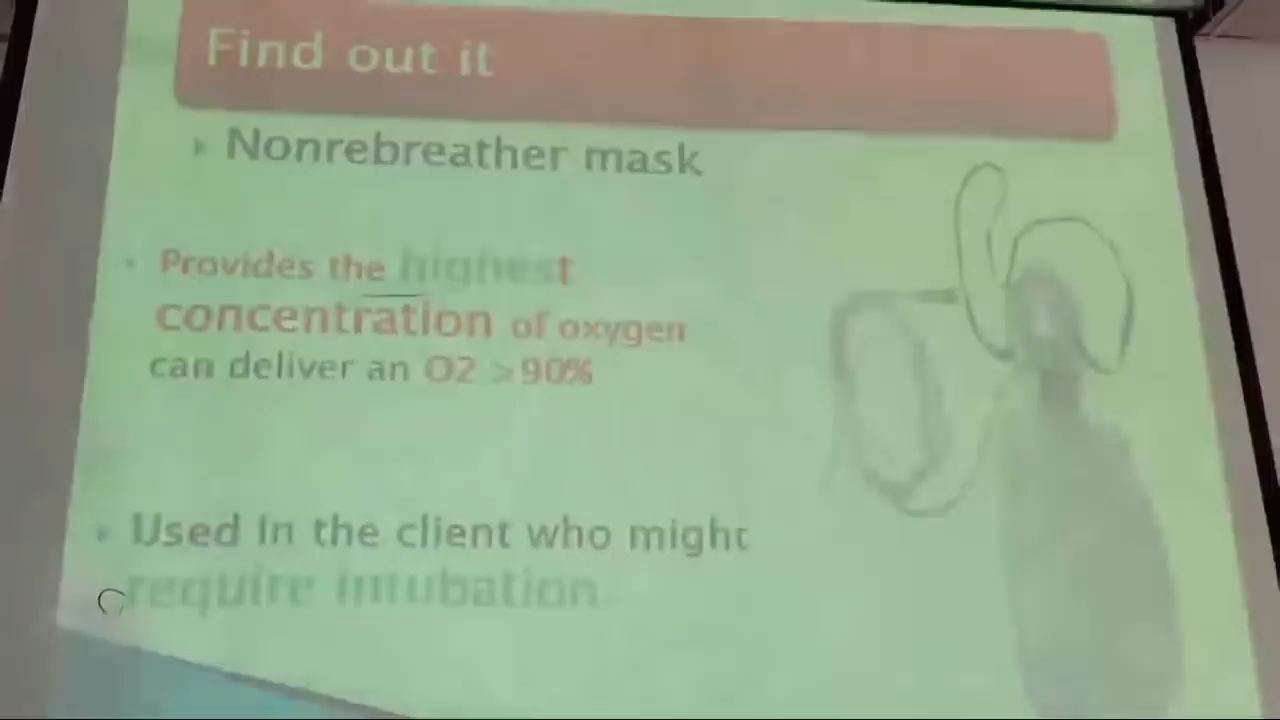 Find out it
Nonrebreather mask
Provides the highest
concentration of oxygen
can deliver an O2 >90%
Used in the client who might
require intubation.